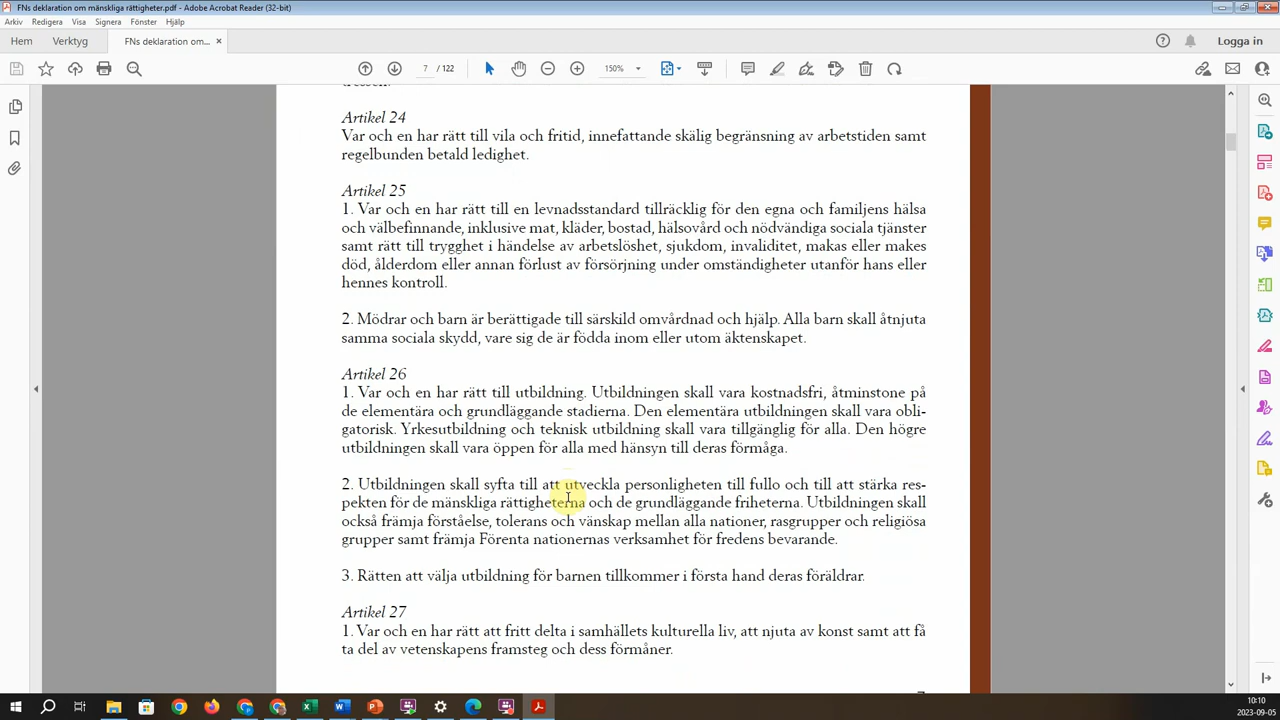 FNs deklaration om mänskliga rättigheter.pdf - Adobe Acrobat Reader (32-bit)
Arkiv Redigera Visa Signera Fönster Hjälp
Hem Verktyg FNs deklaration om... × Logga in
7 / 122 150%
Artikel 24
Var och en har rätt till vila och fritid, innefattande skälig begränsning av arbetstiden samt
regelbunden betald ledighet.
Artikel 25
1. Var och en har rätt till en levnadsstandard tillräcklig för den egna och familjens hälsa
och välbefinnande, inklusive mat, kläder, bostad, hälsovård och nödvändiga sociala tjänster
samt rätt till trygghet i händelse av arbetslöshet, sjukdom, invaliditet, makas eller makes
död, ålderdom eller annan förlust av försörjning under omständigheter utanför hans eller
hennes kontroll.
2. Mödrar och barn är berättigade till särskild omvårdnad och hjälp. Alla barn skall åtnjuta
samma sociala skydd, vare sig de är födda inom eller utom äktenskapet.
Artikel 26
1. Var och en har rätt till utbildning. Utbildningen skall vara kostnadsfri, åtminstone på
de elementära och grundläggande stadierna. Den elementära utbildningen skall vara obli-
gatorisk. Yrkesutbildning och teknisk utbildning skall vara tillgänglig för alla. Den högre
utbildningen skall vara öppen för alla med hänsyn till deras förmåga.
2. Utbildningen skall syfta till att utveckla personligheten till fullo och till att stärka res-
pekten för de mänskliga rättigheterna och de grundläggande friheterna. Utbildningen skall
också främja förståelse, tolerans och vänskap mellan alla nationer, rasgrupper och religiösa
grupper samt främja Förenta nationernas verksamhet för fredens bevarande.
3. Rätten att välja utbildning för barnen tillkommer i första hand deras föräldrar.
Artikel 27
1. Var och en har rätt att fritt delta i samhällets kulturella liv, att njuta av konst samt att få
ta del av vetenskapens framsteg och dess förmåner.
10:10
2023-09-05